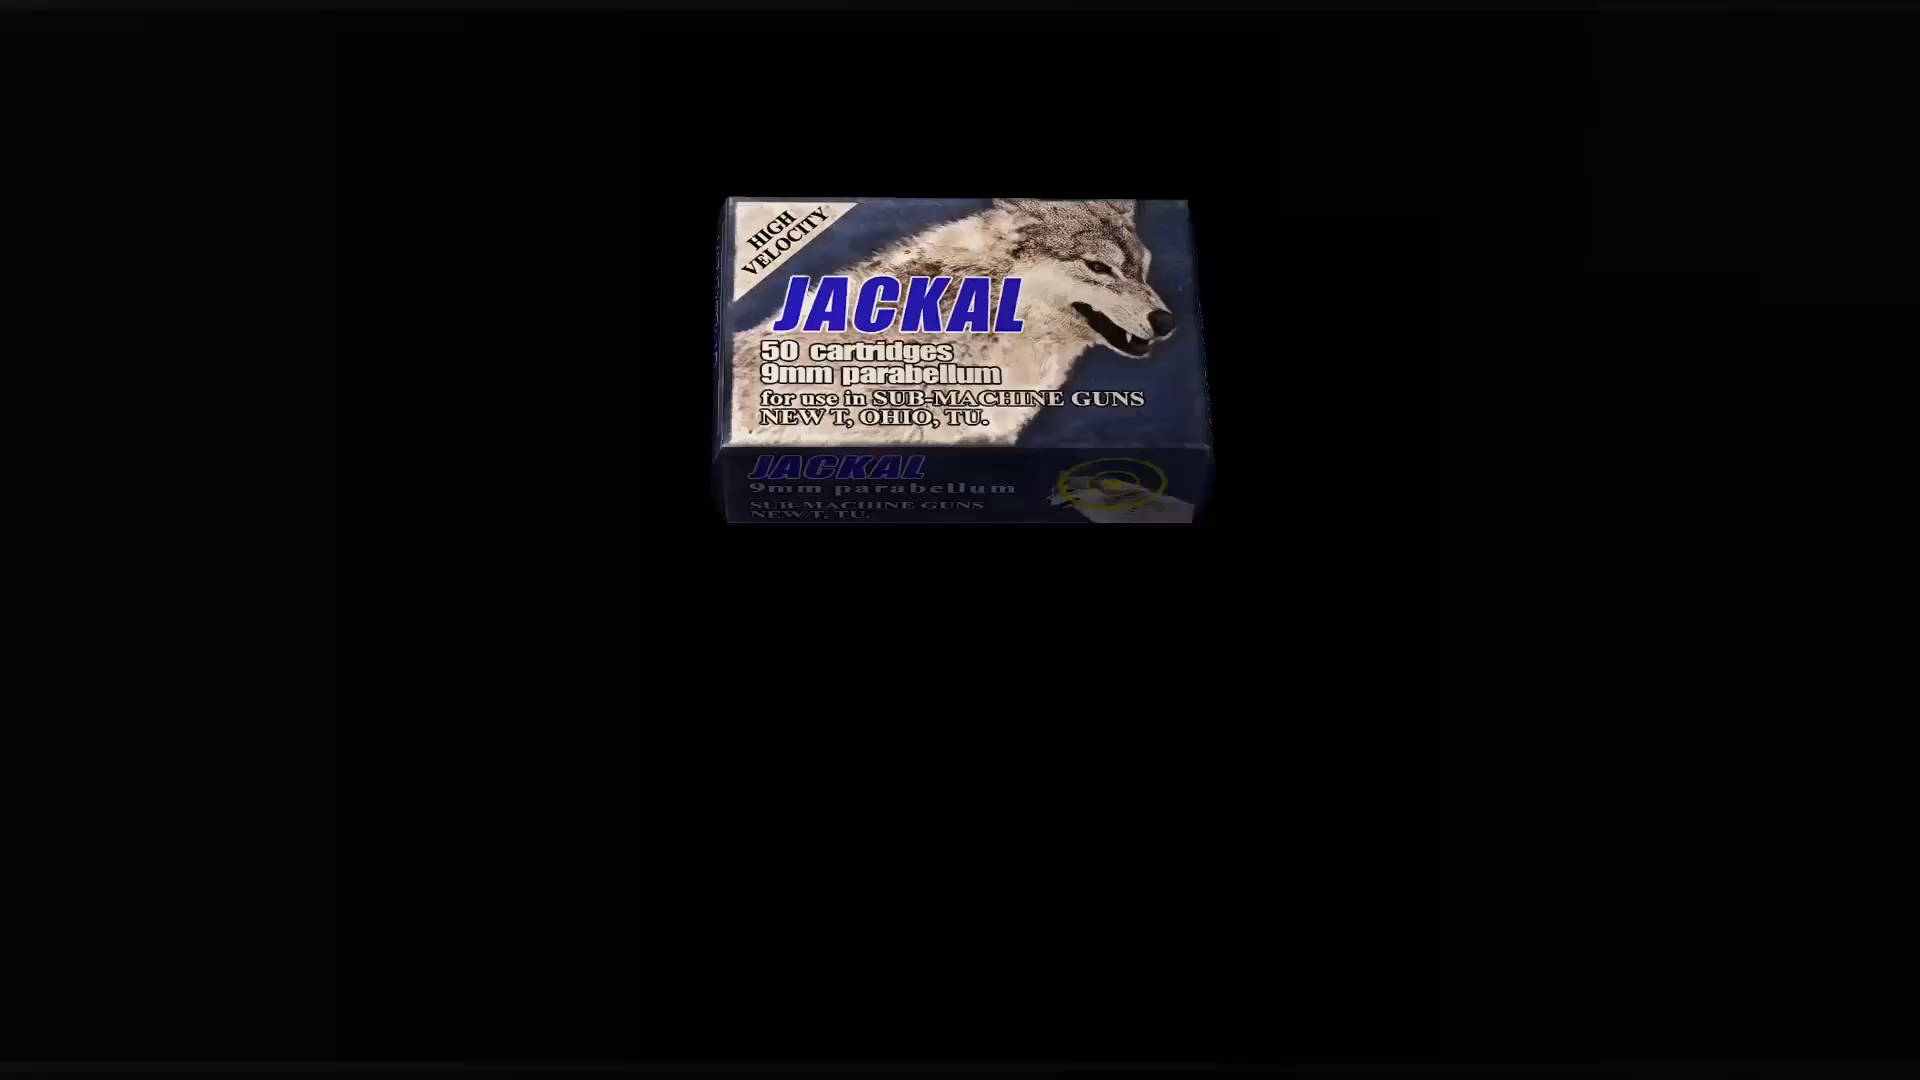 HIGH
VELOCITY
JACKAL
50 cartridges
9mm parabellum
for use in SUB-MACHINE GUNS
NEW T, OHIO, TU.
JACKAL
9mm parabellum
SUB-MACHINE GUNS
NEW T, TU.